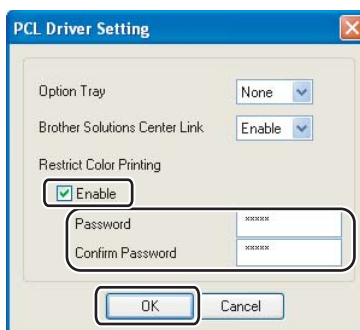 PCL Driver Setting
Option Tray None
Brother Solutions Center Link Enable
Restrict Color Printing
Enable
Password *****
Confirm Password *****
OK Cancel